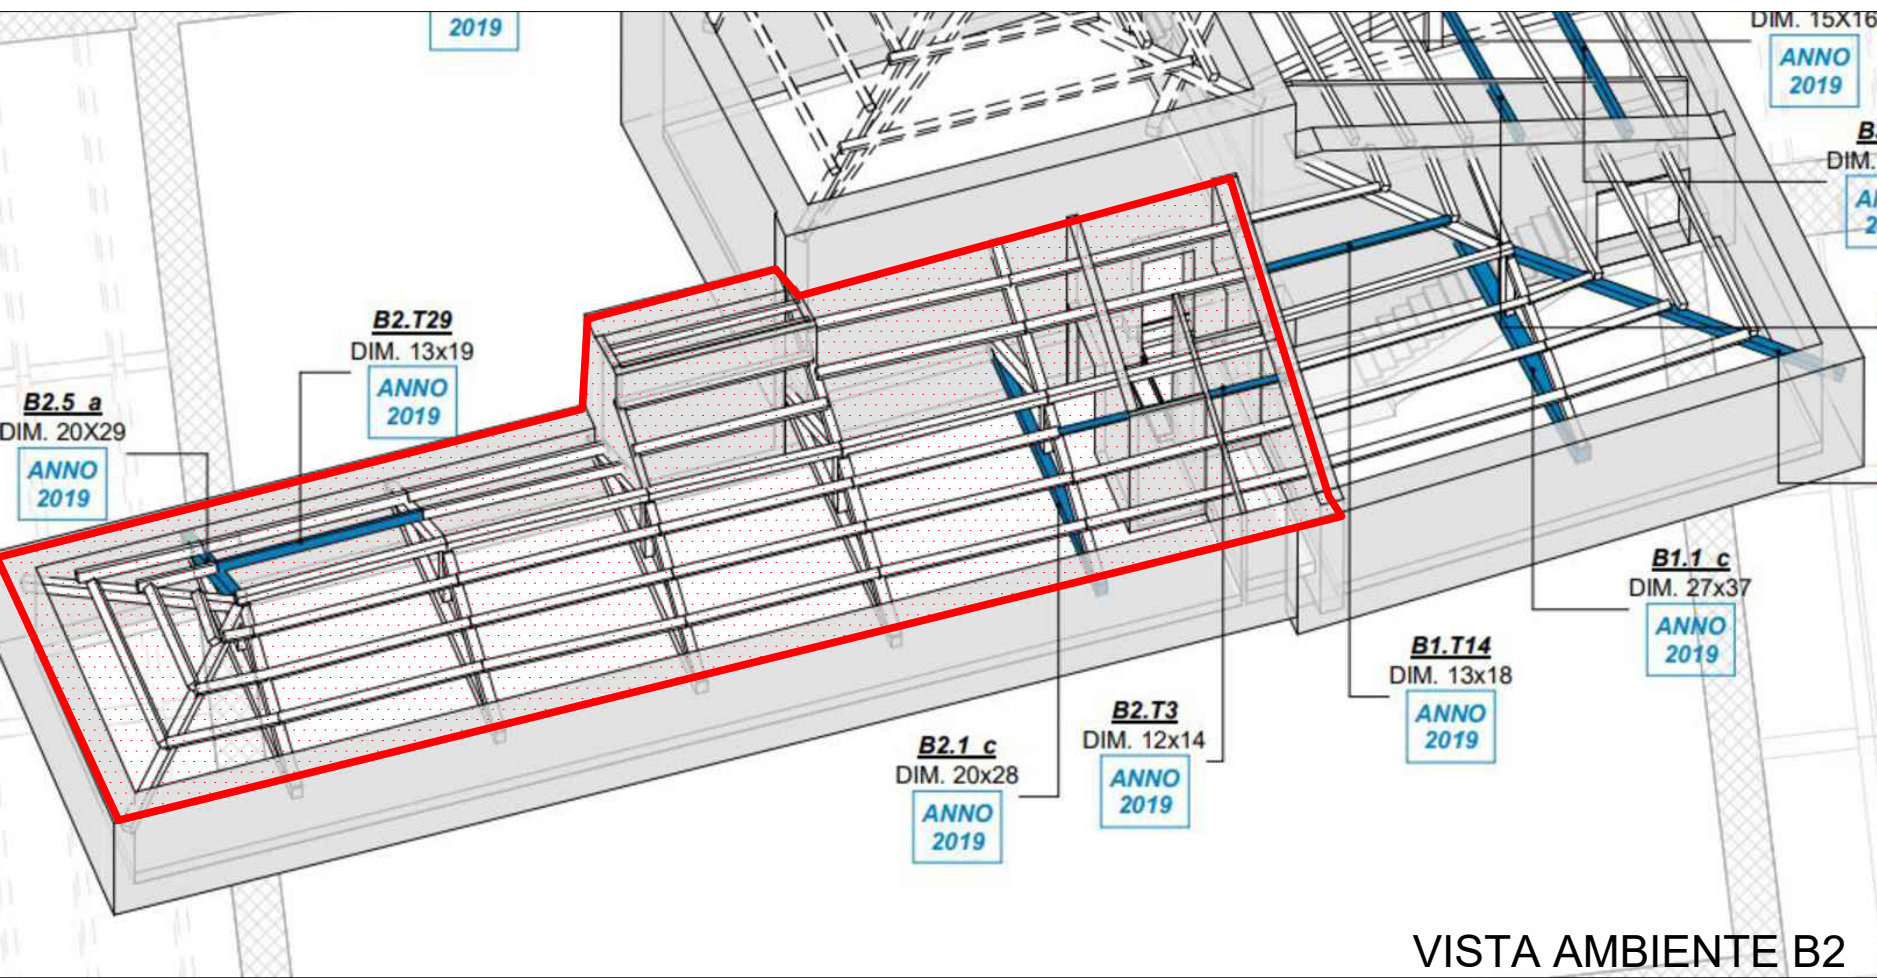 2019
DIM. 15X16
ANNO
2019
DIM.
B2.T29
DIM. 13x19
ANNO
2019
B2.5_a
DIM. 20X29
ANNO
2019
B1.1_c
DIM. 27x37
ANNO
2019
B1.T14
DIM. 13x18
ANNO
2019
B2.T3
DIM. 12x14
ANNO
2019
B2.1_c
DIM. 20x28
ANNO
2019
VISTA AMBIENTE B2